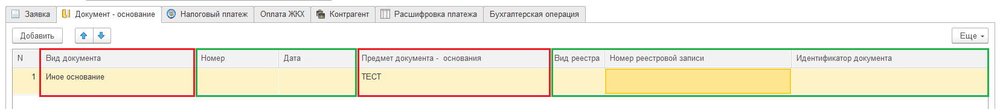 Заявка Документ - основание Налоговый платеж Оплата ЖКХ Контрагент Расшифровка платежа Бухгалтерская операция
Добавить Еще
N Вид документа Номер Дата Предмет документа - основания Вид реестра Номер реестровой записи Идентификатор документа
1 Иное основание ТЕСТ